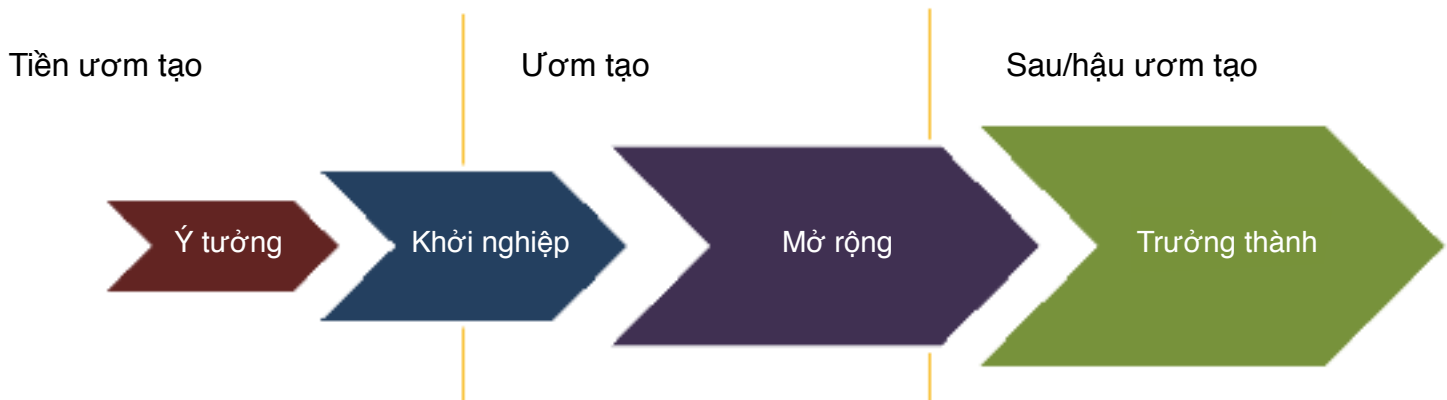 Tiền ươm tạo
Ươm tạo
Sau/hậu ươm tạo
Ý tưởng
Khởi nghiệp
Mở rộng
Trưởng thành